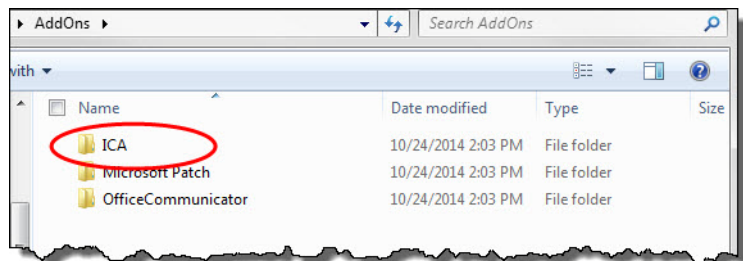 AddOns
Search AddOns
with
Name Date modified Type Size
ICA 10/24/2014 2:03 PM File folder
Microsoft Patch 10/24/2014 2:03 PM File folder
OfficeCommunicator 10/24/2014 2:03 PM File folder